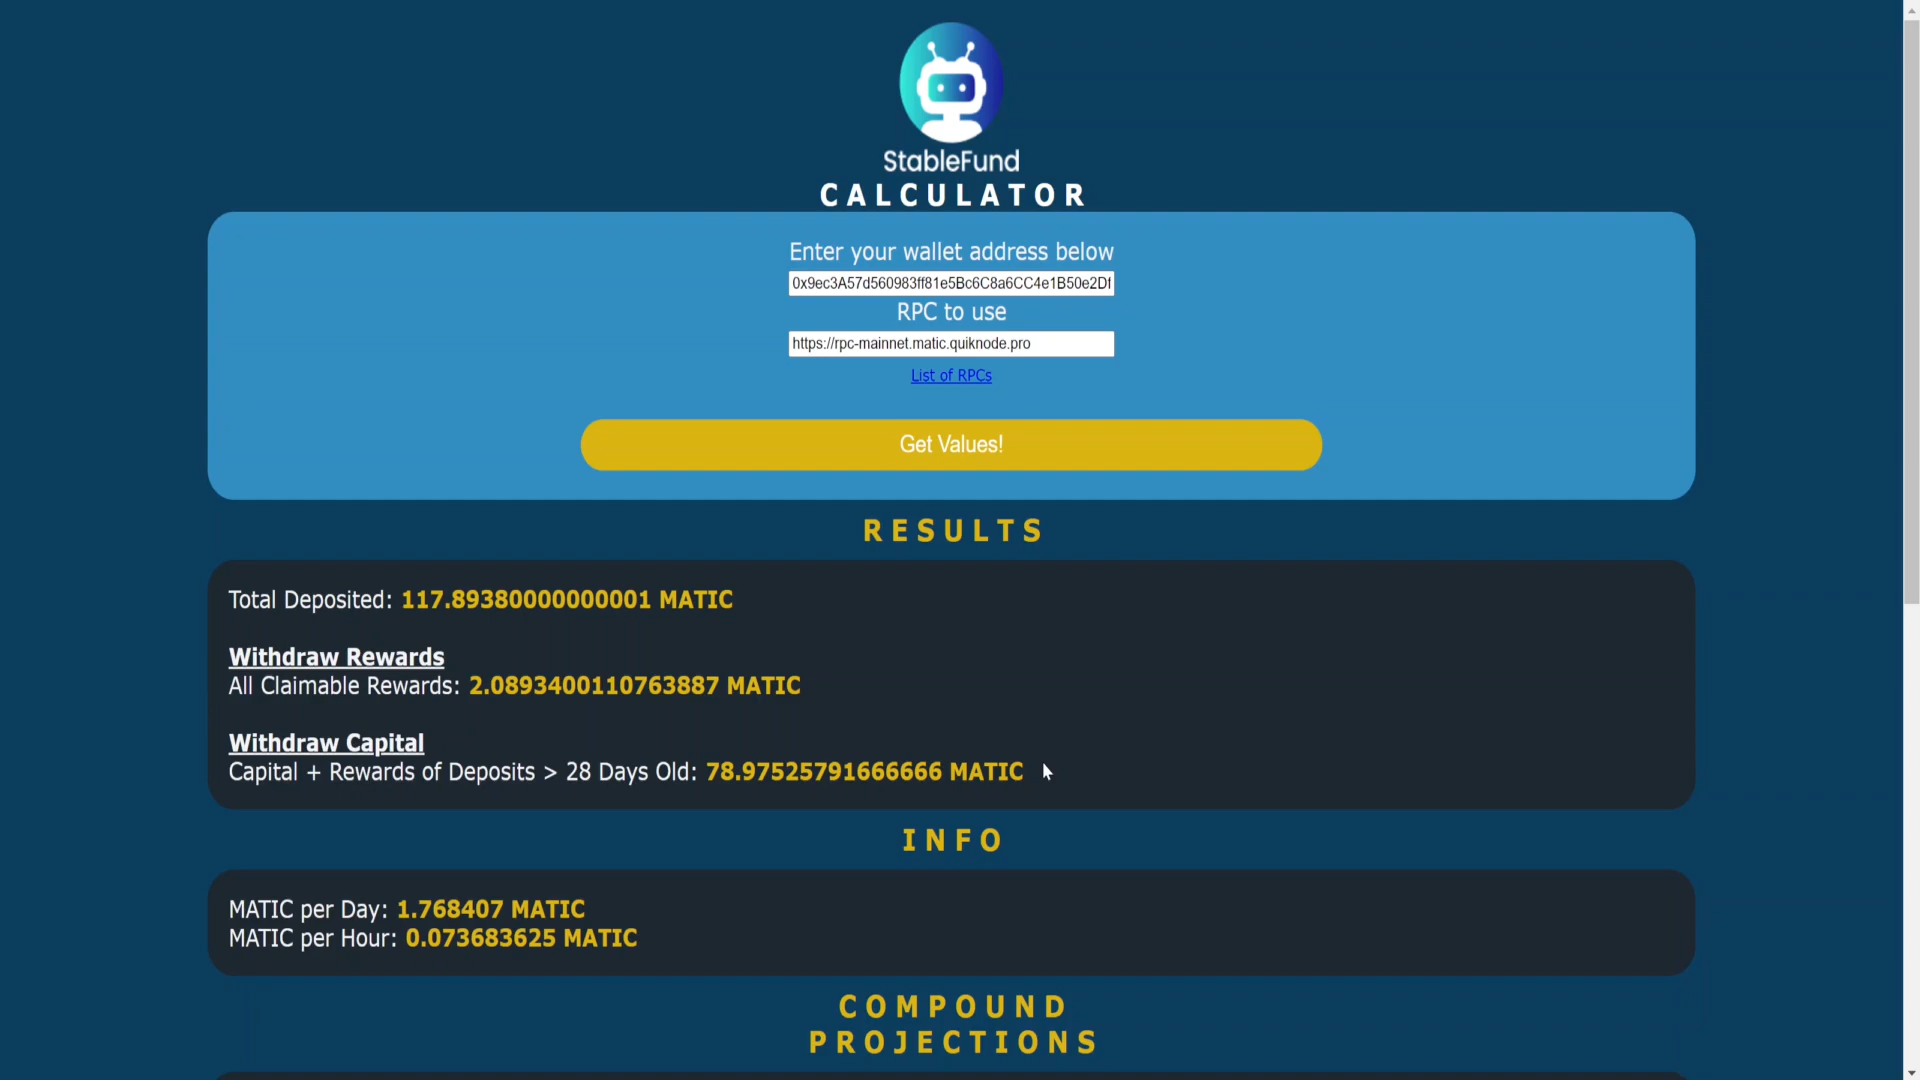 StableFund
CALCULATOR
Enter your wallet address below
0x9ec3A57d560983ff81e5Bc6C8a6CC4e1B50e2Df
RPC to use
https://rpc-mainnet.matic.quiknode.pro
List of RPCs
Get Values!
RESULTS
Total Deposited: 117.89380000000001 MATIC
Withdraw Rewards
All Claimable Rewards: 2.0893400110763887 MATIC
Withdraw Capital
Capital + Rewards of Deposits > 28 Days Old: 78.97525791666666 MATIC
INFO
MATIC per Day: 1.768407 MATIC
MATIC per Hour: 0.073683625 MATIC
COMPOUND
PROJECTIONS